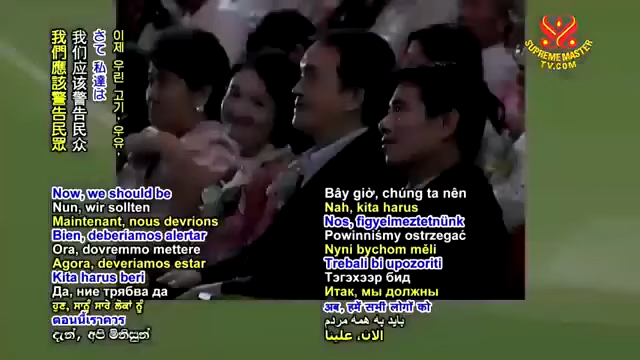 SUPREME MASTER
TV.COM
이제 우린 고기, 우유,
さて 私達は
我们应该警告民众
我們應該警告民眾
Now, we should be
Nun, wir sollten
Maintenant, nous devrions
Bien, deberíamos alertar
Ora, dovremmo mettere
Agora, deveriamos estar
Kita harus beri
Да, ние трябва да
ਹੁਣ, ਸਾਨੂੰ ਸਾਰੇ ਲੋਕਾਂ ਨੂੰ
ตอนนี้เราควร
දැන්, අපි මිනිසුන්
Bây giờ, chúng ta nên
Nah, kita harus
Nos, figyelmeztetnünk
Powinniśmy ostrzegać
Nyní bychom měli
Trebali bi upozoriti
Тэгэхээр бид
Итак, мы должны
अब, हमें सभी लोगों को
باید به همه مردم
الآن، علينا